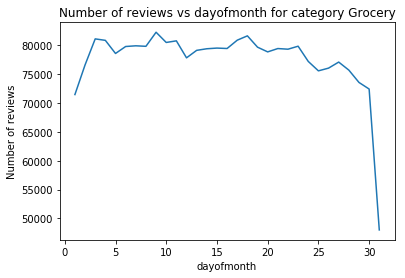 Number of reviews vs dayofmonth for category Grocery
80000
75000
70000
65000
60000
55000
50000
Number of reviews
0 5 10 15 20 25 30
dayofmonth